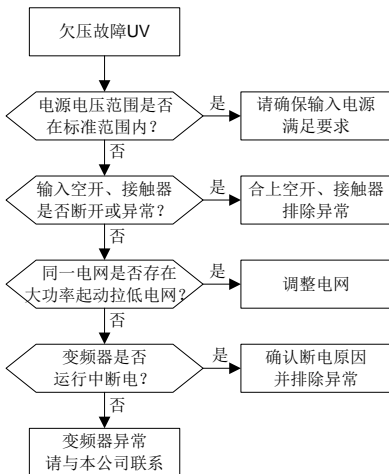 欠压故障UV
电源电压范围是否
在标准范围内?
是
请确保输入电源
满足要求
否
输入空开、接触器
是否断开或异常?
是
合上空开、接触器
排除异常
否
同一电网是否存在
大功率起动拉低电网?
是
调整电网
否
变频器是否
运行中断电?
是
确认断电原因
并排除异常
否
变频器异常
请与本公司联系